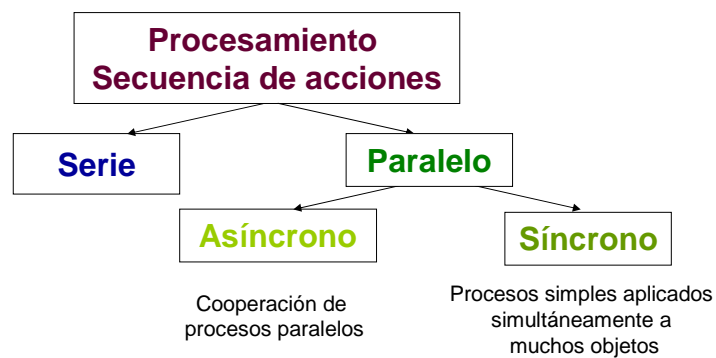 Procesamiento
Secuencia de acciones
Serie
Paralelo
Asíncrono
Síncrono
Cooperación de
procesos paralelos
Procesos simples aplicados
simultáneamente a
muchos objetos